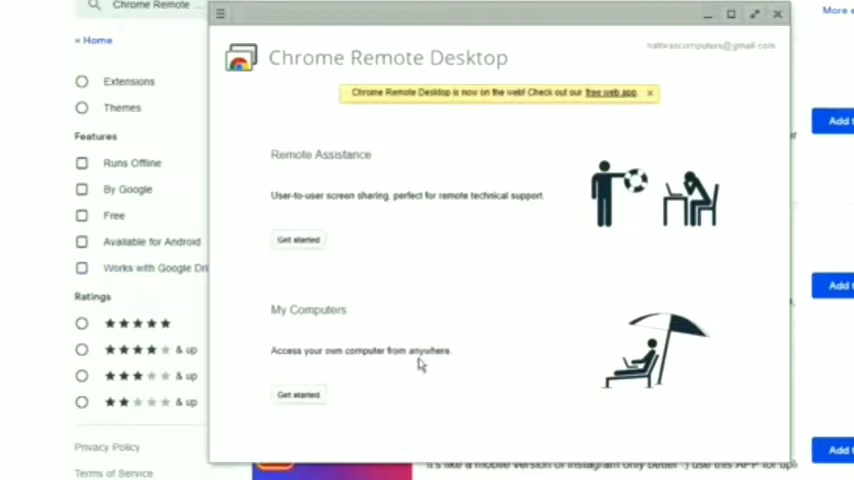 Chrome Remote ...
More
« Home
hathrascomputers@gmail.com
Chrome Remote Desktop
Extensions
Chrome Remote Desktop is now on the web! Check out our free web app. ×
Themes
Add
Features
Remote Assistance
Runs Offline
By Google
User-to-user screen sharing, perfect for remote technical support.
Free
Available for Android
Get started
Works with Google Dri
Add
Ratings
My Computers
& up
Access your own computer from anywhere.
& up
Get started
& up
Privacy Policy
Add
It's like a mobile version of Instagram only better :) use this APP for
Terms of Service